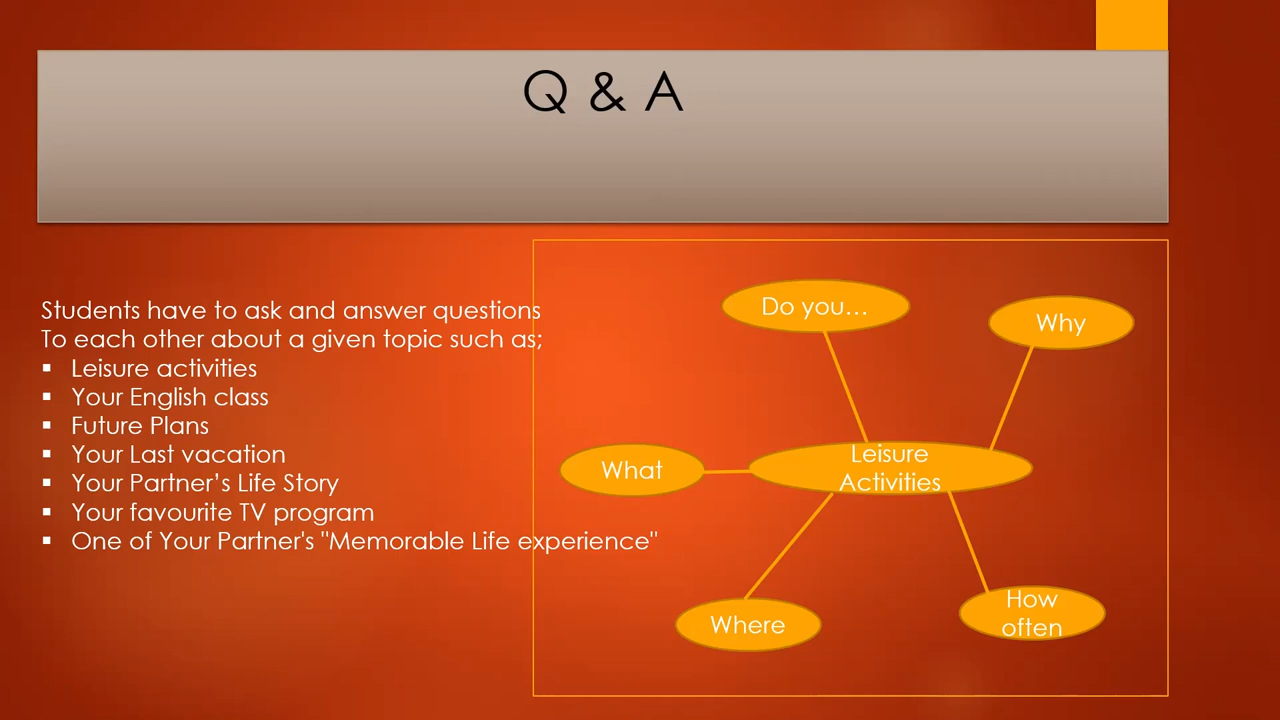 Q & A
Students have to ask and answer questions
To each other about a given topic such as;
▪ Leisure activities
▪ Your English class
▪ Future Plans
▪ Your Last vacation
▪ Your Partner’s Life Story
▪ Your favourite TV program
▪ One of Your Partner's "Memorable Life experience"
Do you…
Why
What
Leisure
Activities
Where
How
often